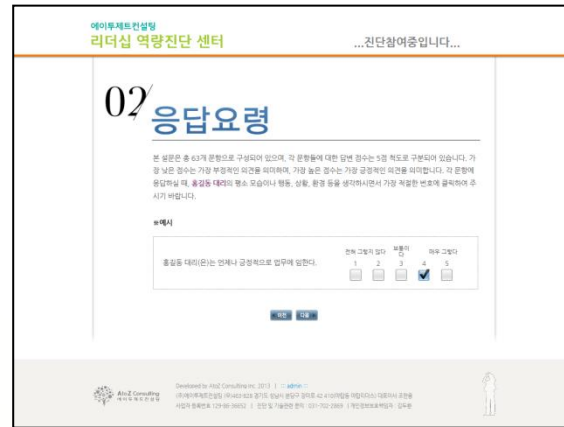 에이투제트컨설팅
리더십 역량진단 센터
...진단참여중입니다...
02
응답요령
본 설문은 총 63개 문항으로 구성되어 있으며, 각 문항들에 대한 답변 점수는 5점 척도로 구분되어 있습니다. 가
장 낮은 점수는 가장 부정적인 의견을 의미하며, 가장 높은 점수는 가장 긍정적인 의견을 의미합니다. 각 문항에
응답하실 때, 홍길동 대리의 평소 모습이나 행동, 상황, 환경 등을 생각하시면서 가장 적절한 번호에 클릭하여 주
시기 바랍니다.
※예시
전혀 그렇지 않다 보통이다 매우 그렇다
홍길동 대리(은)는 언제나 긍정적으로 업무에 임한다.
1 2 3 4 5
이전 다음
AtoZ Consulting
에이투제트컨설팅
Developed by AtoZ Consulting Inc. 2013 | :: admin ::